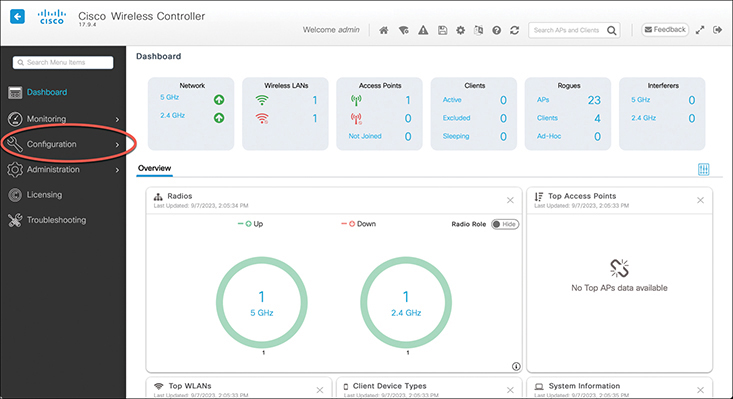 CISCO
Cisco Wireless Controller
17.9.4
Welcome admin
Search APs and Clients
Feedback
Search Menu Items
Dashboard
Monitoring
Configuration
Administration
Licensing
Troubleshooting
Dashboard
Network
5 GHz
2.4 GHz
Wireless LANs
1
1
Access Points
1
0
Not Joined 0
Clients
Active 0
Excluded 0
Sleeping 0
Rogues
APs 23
Clients 4
Ad-Hoc 0
Interferers
5 GHz 0
2.4 GHz 0
Overview
Radios
Last Updated: 9/7/2023, 2:05:34 PM
Up Down Radio Role Hide
1
5 GHz
1
1
2.4 GHz
1
Top Access Points
Last Updated: 9/7/2023, 2:05:33 PM
No Top APs data available
Top WLANs
Last Updated: 9/7/2023, 2:05:33 PM
Client Device Types
Last Updated: 9/7/2023, 2:05:33 PM
System Information
Last Updated: 9/7/2023, 2:05:35 PM